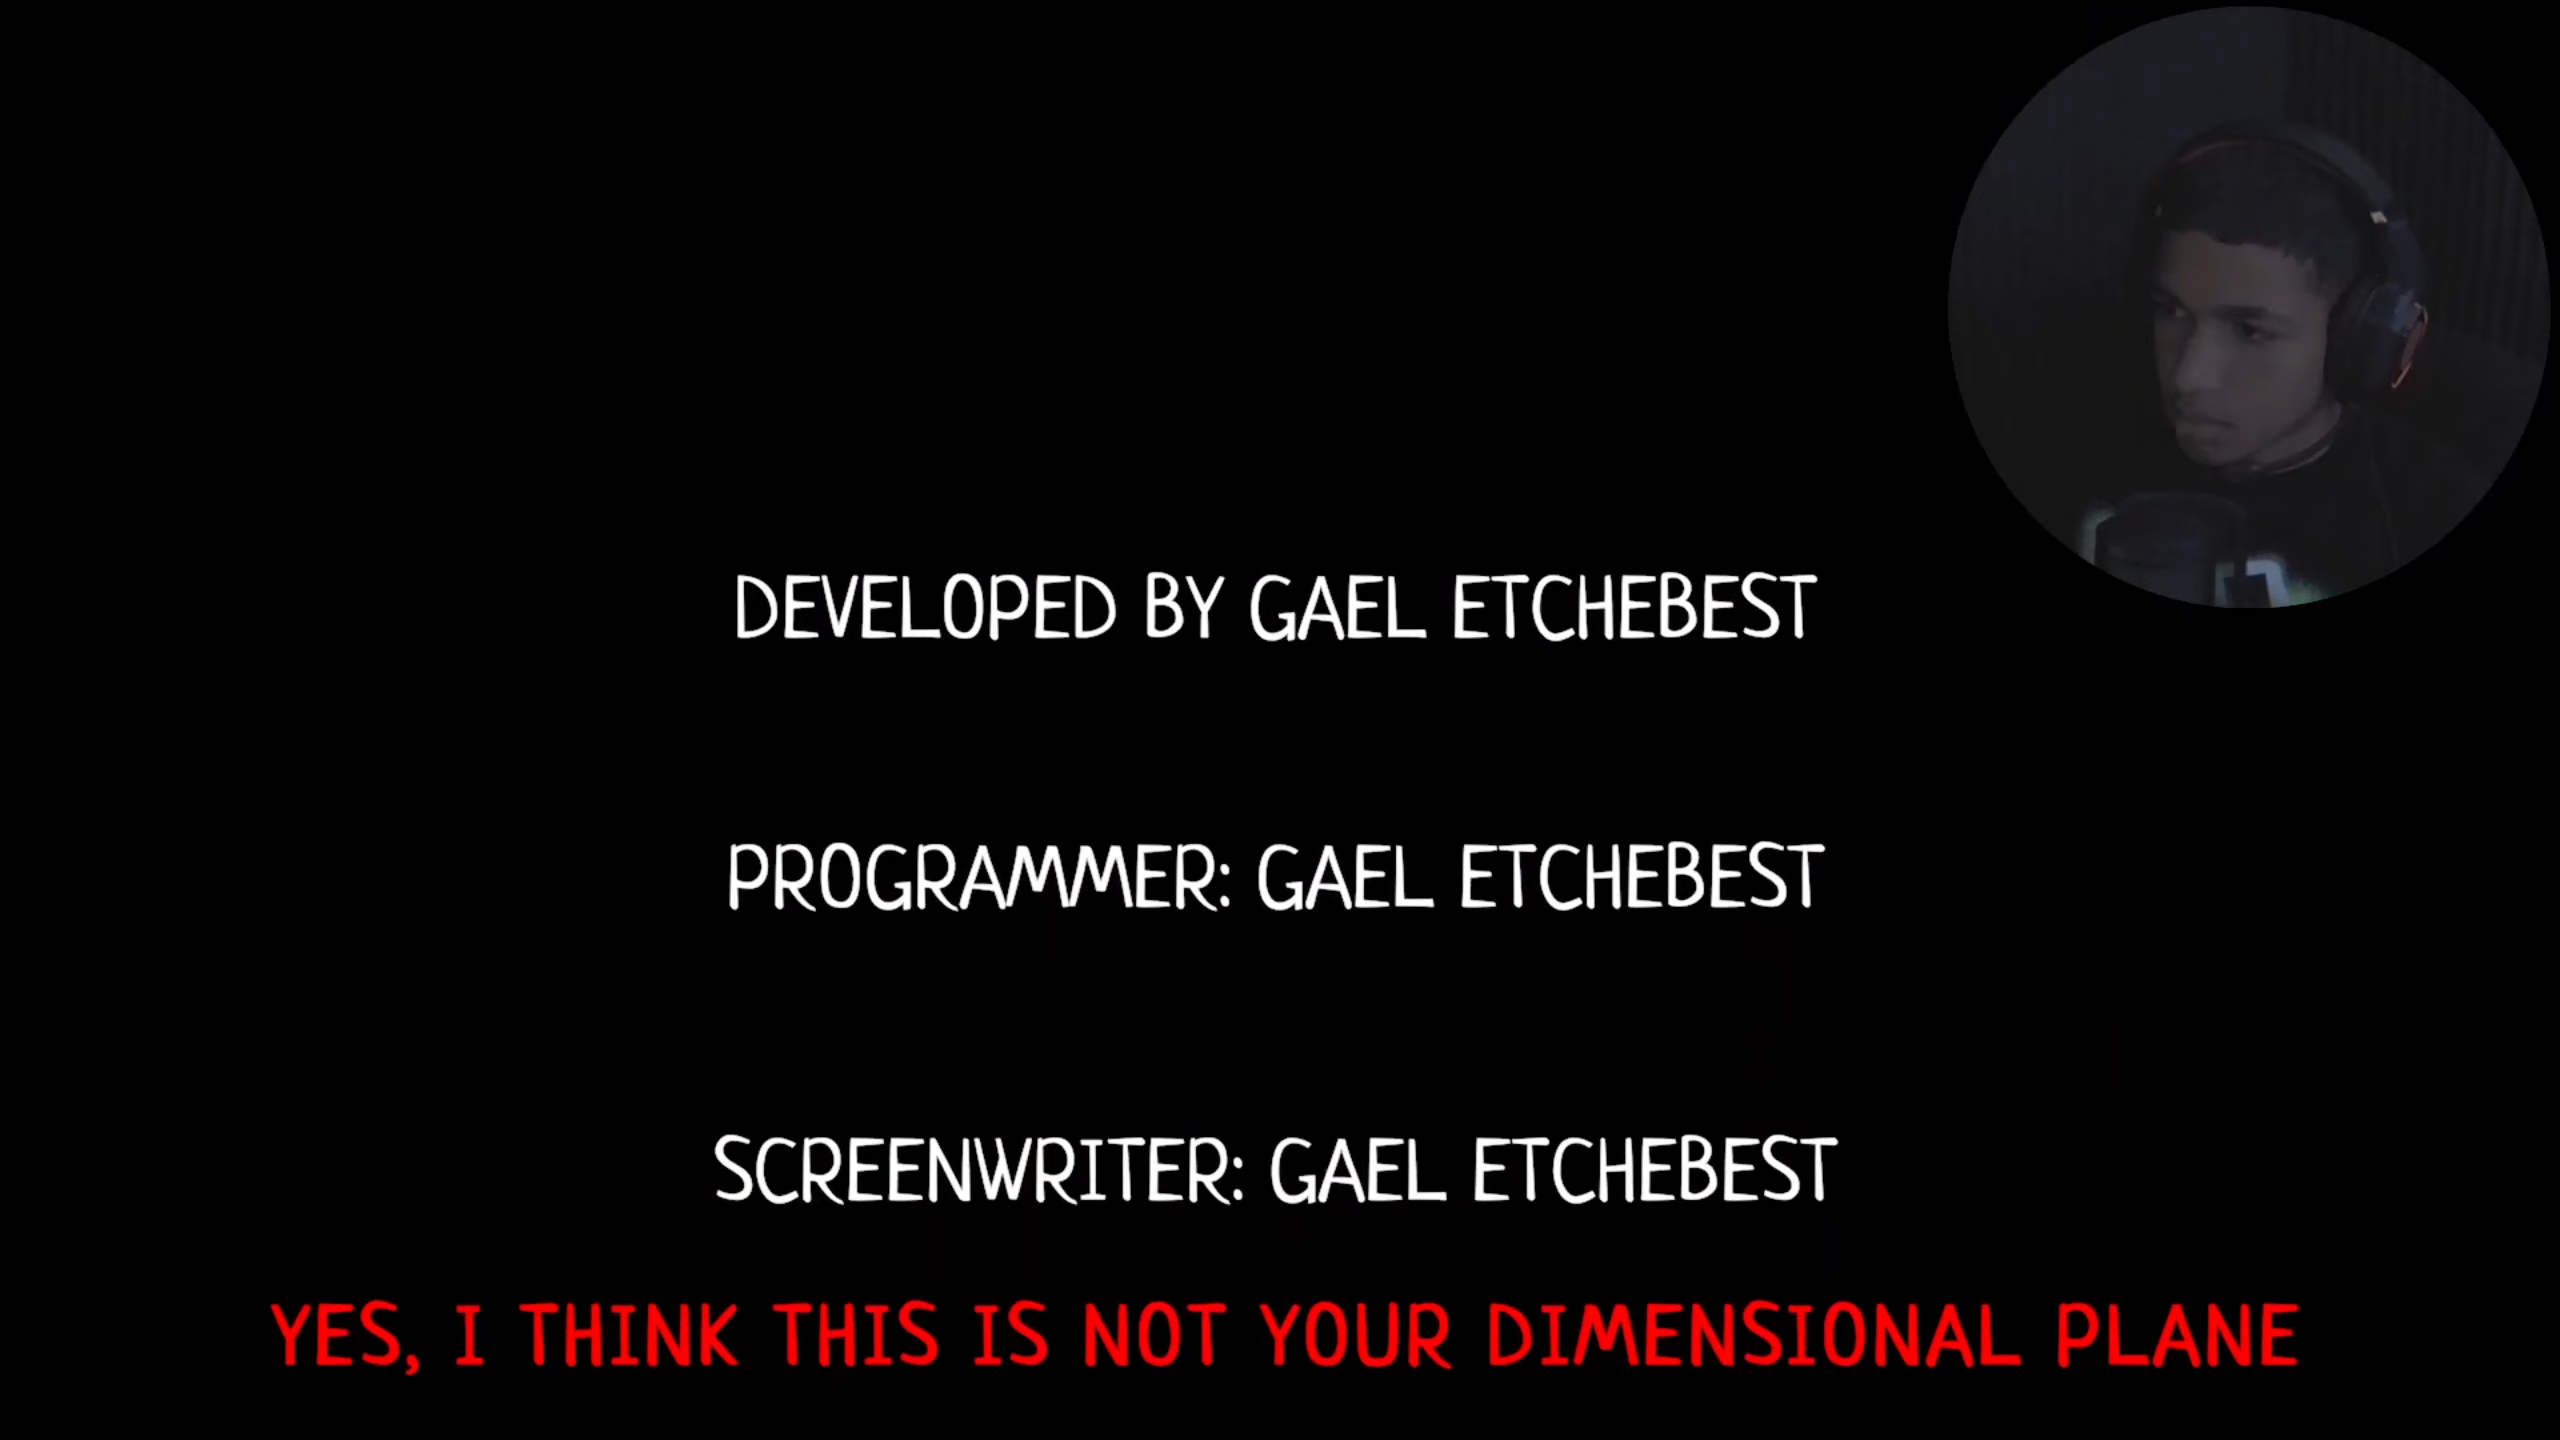 DEVELOPED BY GAEL ETCHEBEST
PROGRAMMER: GAEL ETCHEBEST
SCREENWRITER: GAEL ETCHEBEST
YES, I THINK THIS IS NOT YOUR DIMENSIONAL PLANE